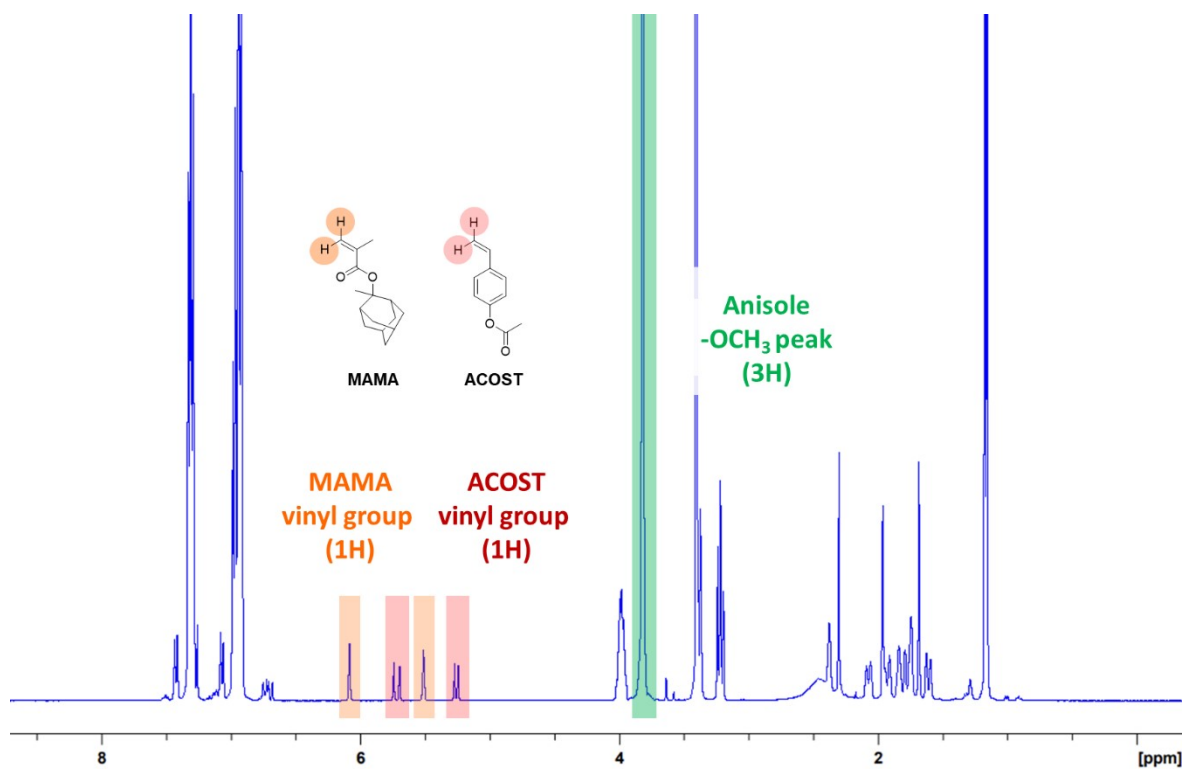 H
H
O
O
MAMA
H
H
O
O
ACOST
Anisole
-OCH₃ peak
(3H)
MAMA
vinyl group
(1H)
ACOST
vinyl group
(1H)
8
6
4
2
[ppm]